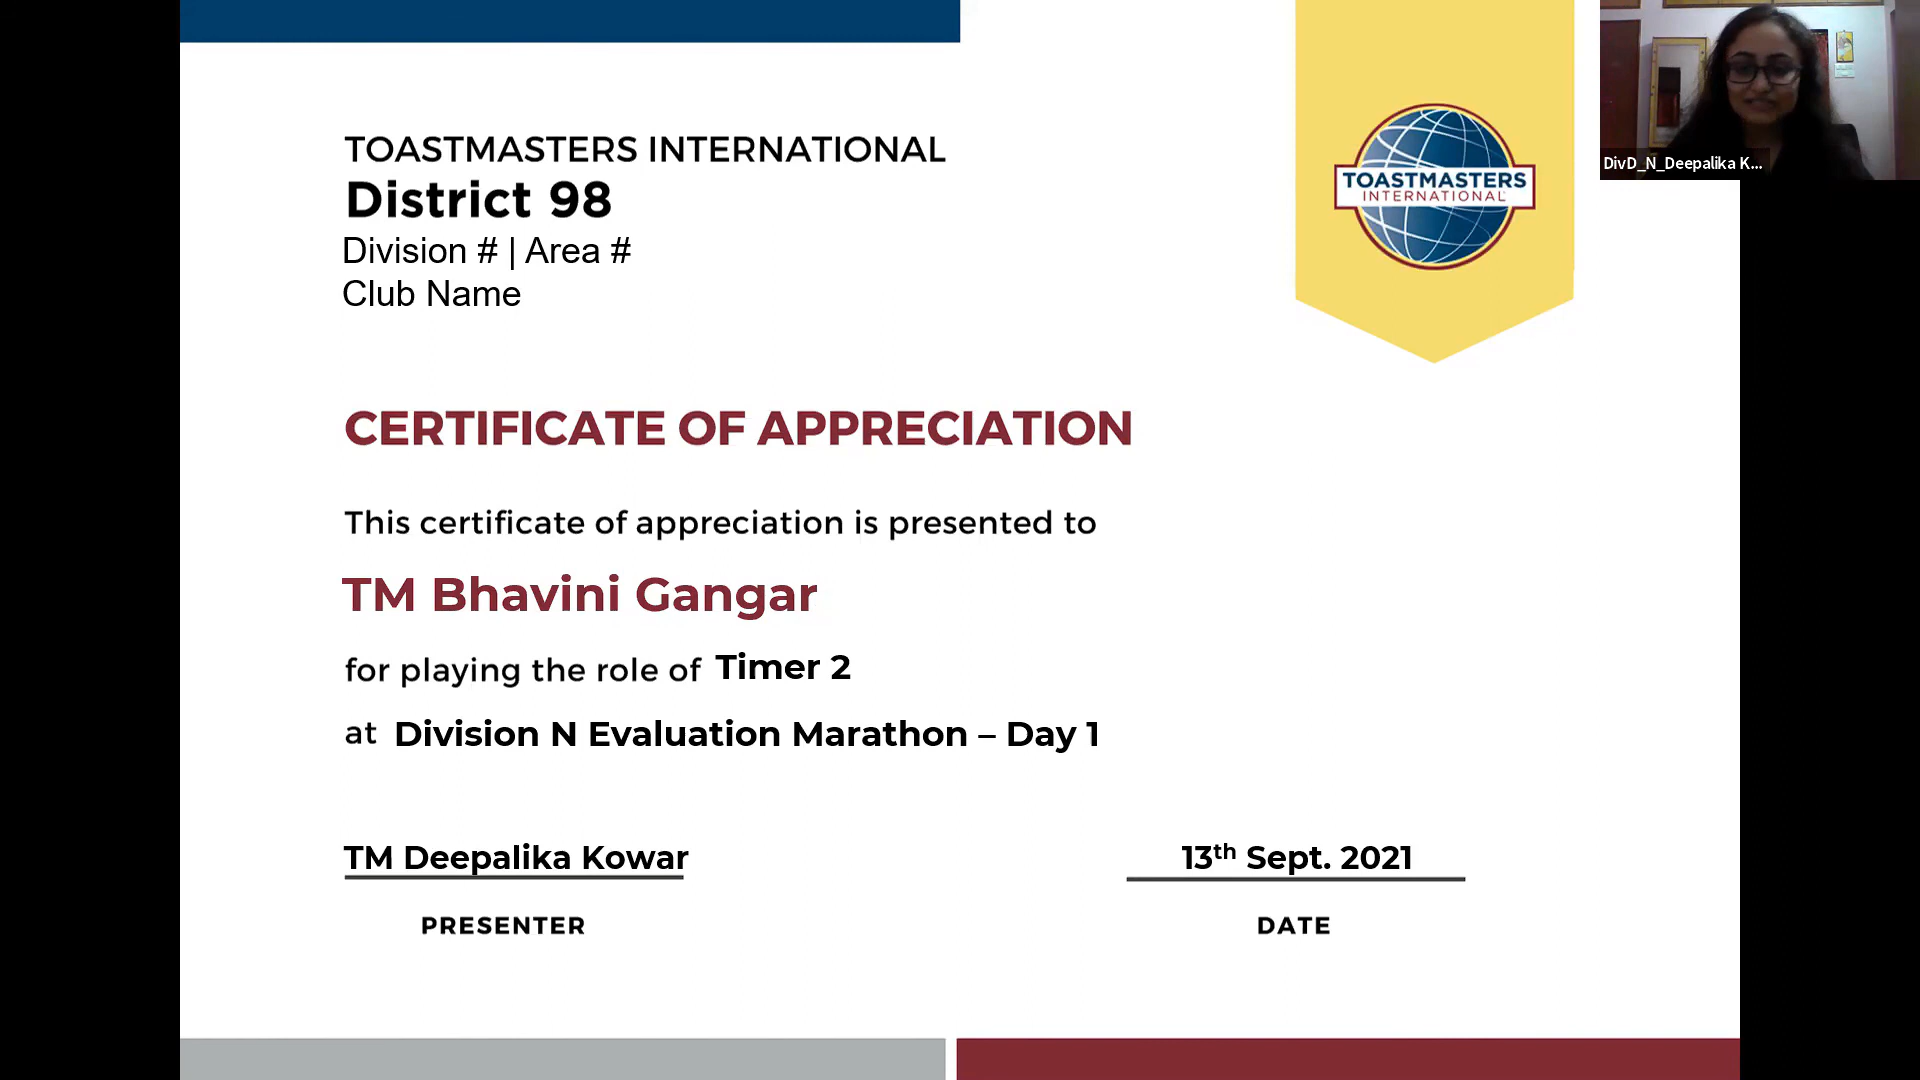 TOASTMASTERS INTERNATIONAL
District 98
Division # | Area #
Club Name
TOASTMASTERS
INTERNATIONAL
DivD_N_Deepalika K...
CERTIFICATE OF APPRECIATION
This certificate of appreciation is presented to
TM Bhavini Gangar
for playing the role of Timer 2
at Division N Evaluation Marathon – Day 1
TM Deepalika Kowar
13th Sept. 2021
PRESENTER
DATE